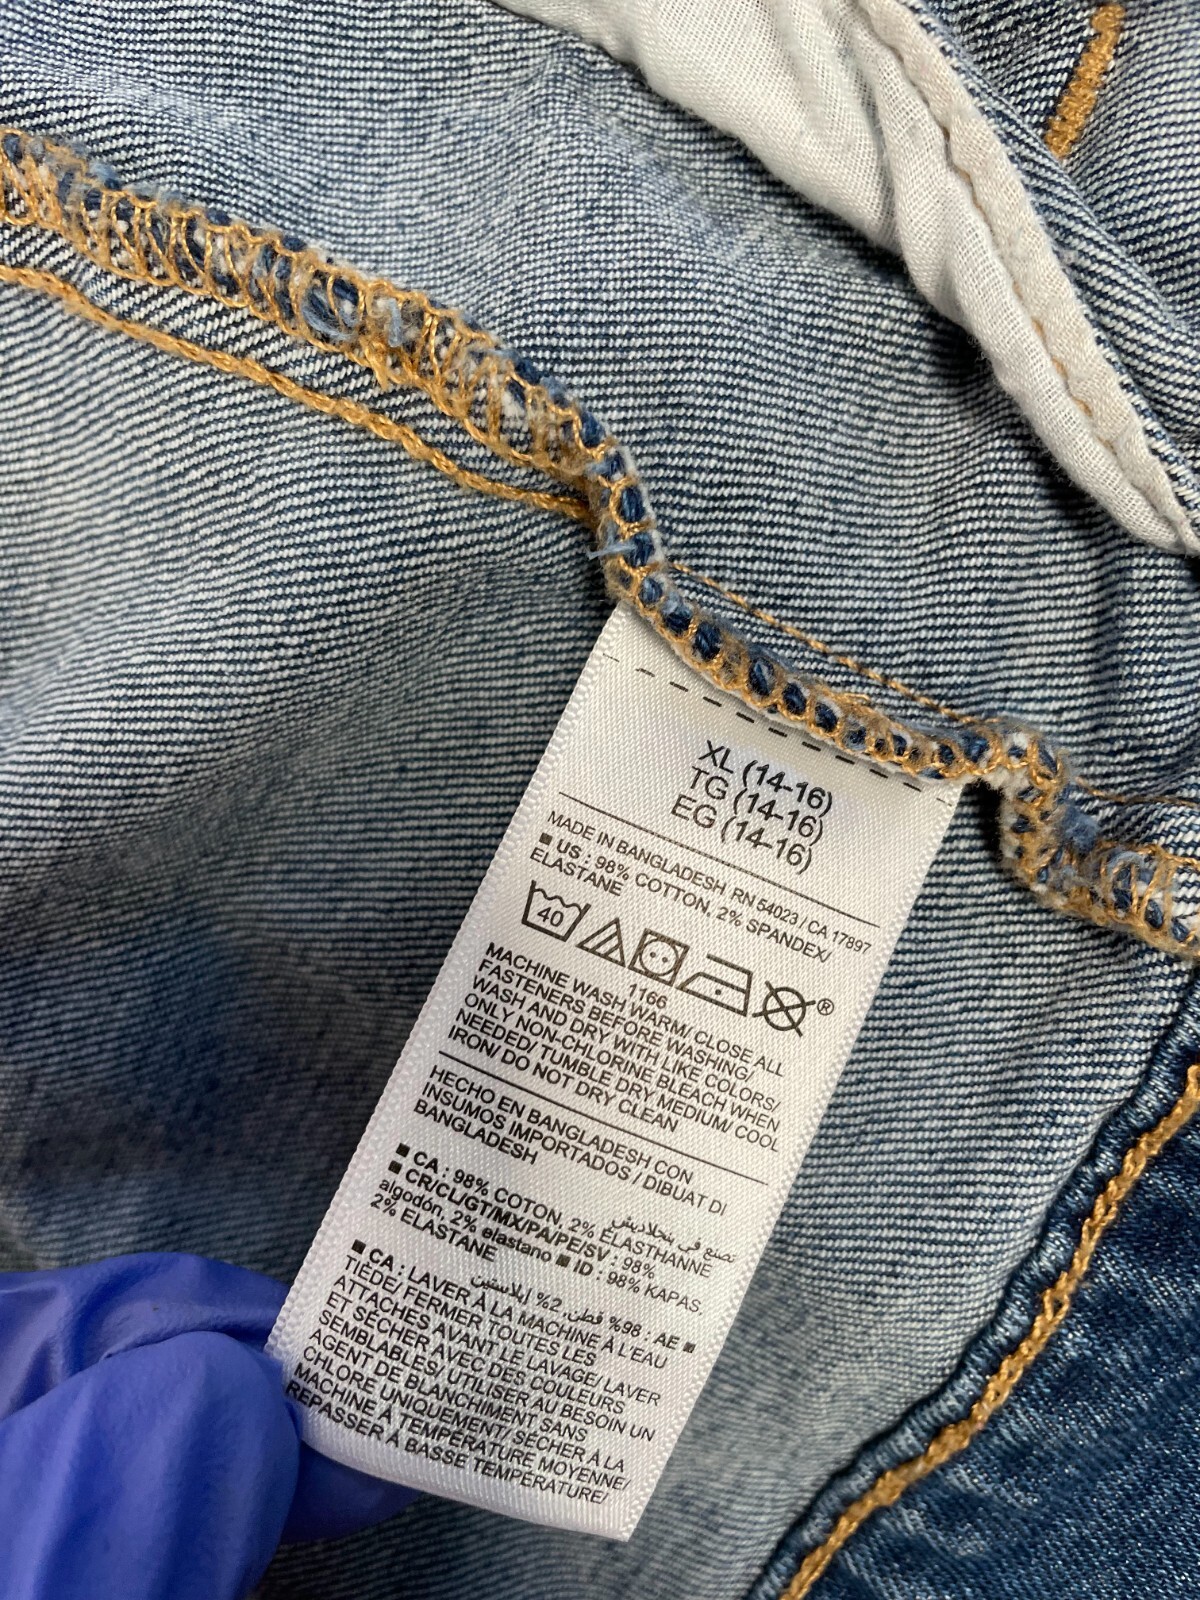 XL (14-16)
TG (14-16)
EG (14-16)
MADE IN BANGLADESH RN 54023 / CA 17897
■ US : 98% COTTON, 2% SPANDEX/
ELASTANE
40
®
1166
MACHINE WASH WARM/ CLOSE ALL
FASTENERS BEFORE WASHING/
WASH AND DRY WITH LIKE COLORS/
ONLY NON-CHLORINE BLEACH WHEN
NEEDED/ TUMBLE DRY MEDIUM/ COOL
IRON/ DO NOT DRY CLEAN
HECHO EN BANGLADESH CON
INSUMOS IMPORTADOS / DIBUAT DI
BANGLADESH
صنع في بنجلاديش
■ CA : 98% COTON, 2% ÉLASTHANNE
■ CR/CL/GT/MX/PA/PE/SV : 98%
algodón, 2% elastano ■ ID : 98% KAPAS,
2% ELASTANE
■ AE : 98% قطن, 2% إيلاستين
■ CA : LAVER À LA MACHINE À L'EAU
TIÈDE/ FERMER TOUTES LES
ATTACHES AVANT LE LAVAGE/ LAVER
ET SÉCHER AVEC DES COULEURS
SEMBLABLES/ UTILISER AU BESOIN UN
AGENT DE BLANCHIMENT SANS
CHLORE UNIQUEMENT/ SÉCHER À LA
MACHINE À TEMPÉRATURE MOYENNE/
REPASSER À BASSE TEMPÉRATURE/